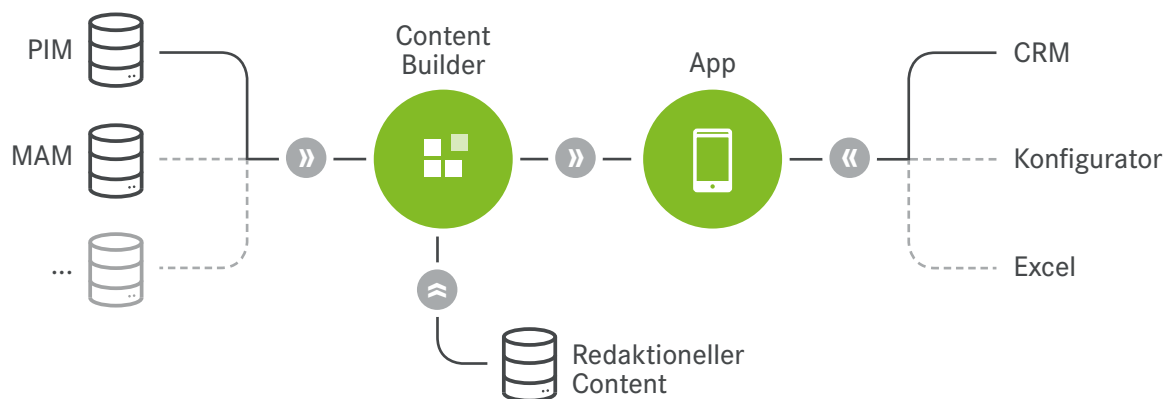 PIM
MAM
...
Content
Builder
App
CRM
Konfigurator
Excel
Redaktioneller
Content